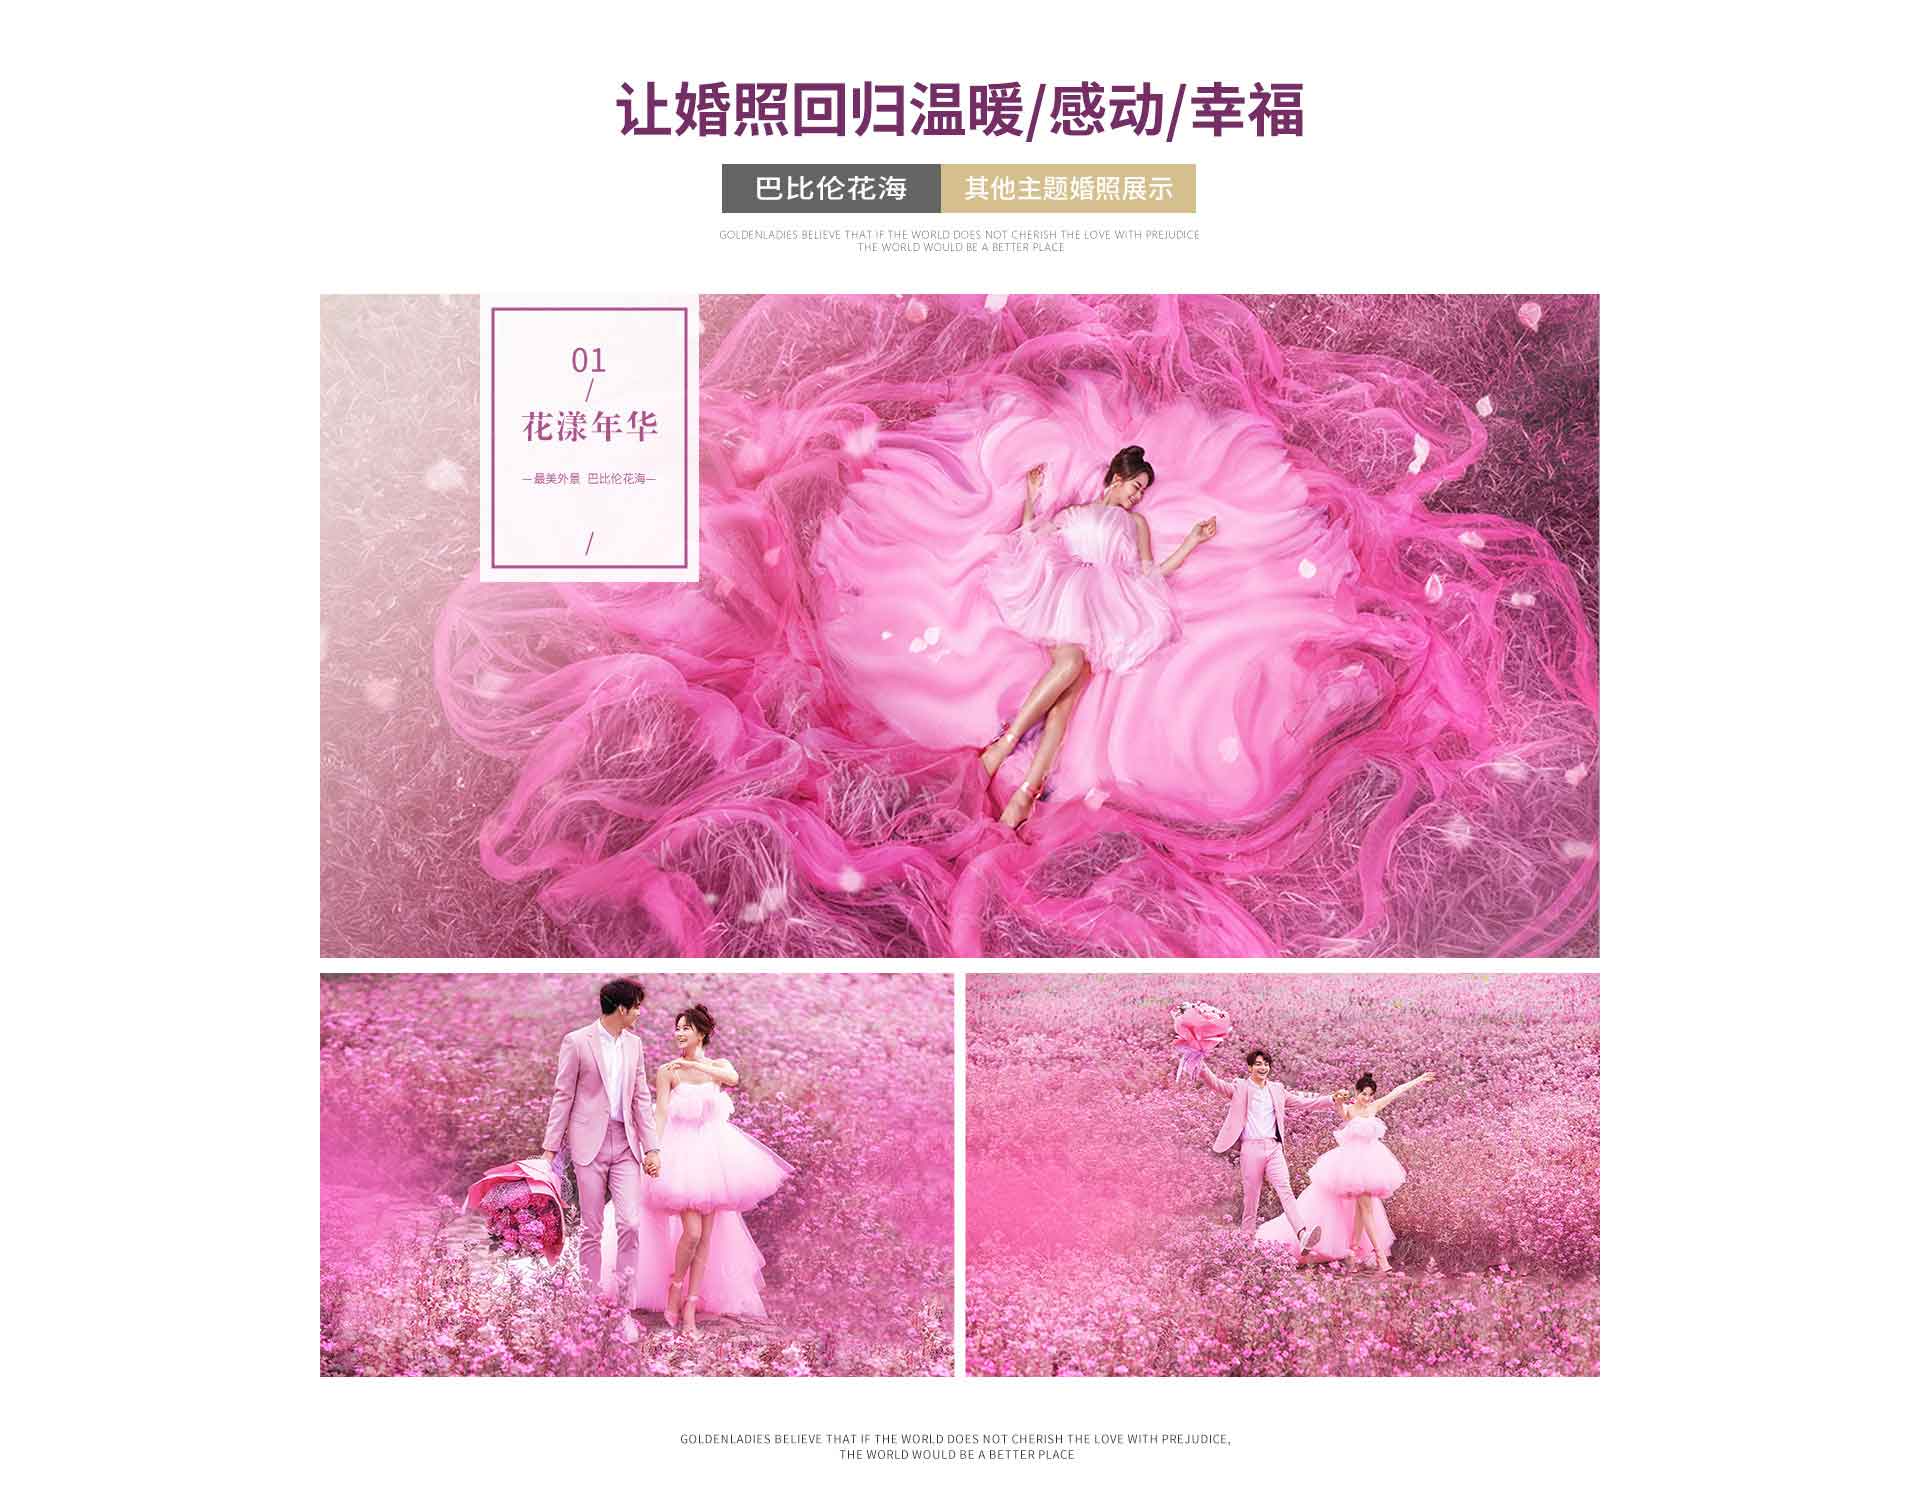 让婚照回归温暖/感动/幸福
巴比伦花海 其他主题婚照展示
GOLDENLADIES BELIEVE THAT IF THE WORLD DOES NOT CHERISH THE LOVE WITH PREJUDICE
THE WORLD WOULD BE A BETTER PLACE
01
/
花漾年华
—最美外景 巴比伦花海—
/
GOLDENLADIES BELIEVE THAT IF THE WORLD DOES NOT CHERISH THE LOVE WITH PREJUDICE,
THE WORLD WOULD BE A BETTER PLACE